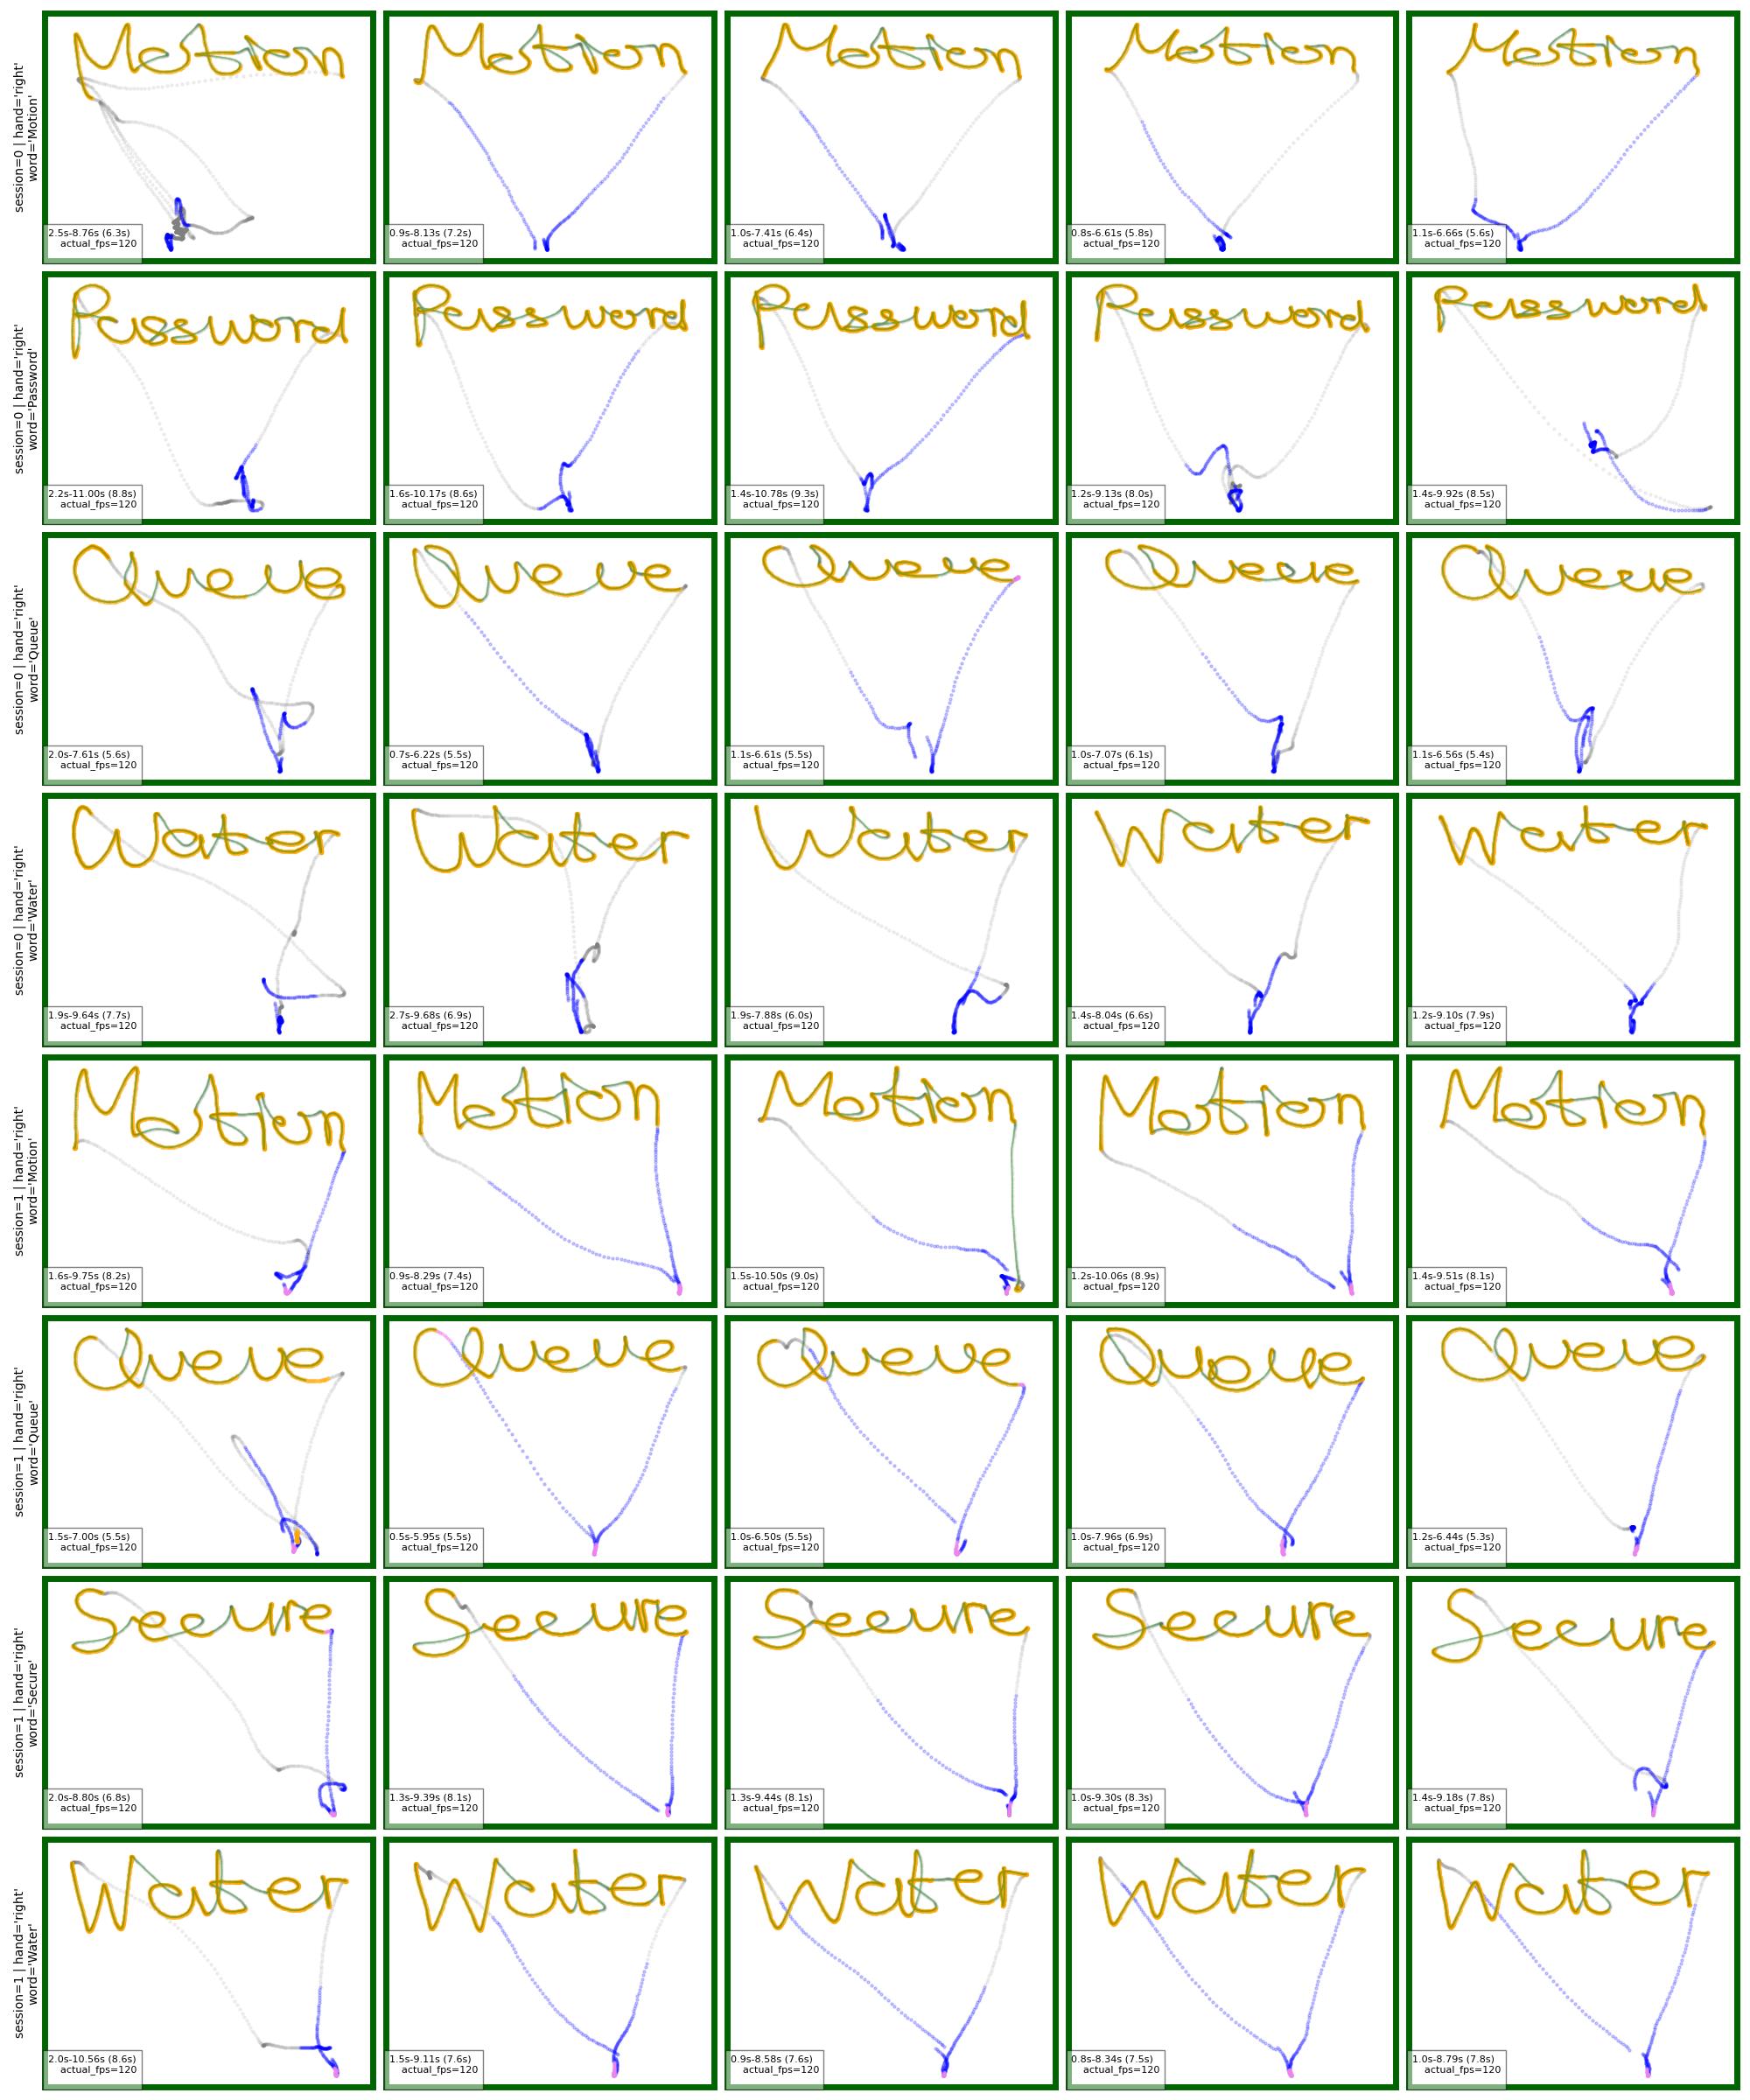 session=0 | hand='right'
word='Motion'
Motion Motion Motion Motion Motion
2.5s-8.76s (6.3s) actual_fps=120
0.9s-8.13s (7.2s) actual_fps=120
1.0s-7.41s (6.4s) actual_fps=120
0.8s-6.61s (5.8s) actual_fps=120
1.1s-6.66s (5.6s) actual_fps=120
session=0 | hand='right'
word='Password'
Password Password Password Password Password
2.2s-11.00s (8.8s) actual_fps=120
1.6s-10.17s (8.6s) actual_fps=120
1.4s-10.78s (9.3s) actual_fps=120
1.2s-9.13s (8.0s) actual_fps=120
1.4s-9.92s (8.5s) actual_fps=120
session=0 | hand='right'
word='Queue'
Queue Queue Queue Queue Queue
2.0s-7.61s (5.6s) actual_fps=120
0.7s-6.22s (5.5s) actual_fps=120
1.1s-6.61s (5.5s) actual_fps=120
1.0s-7.07s (6.1s) actual_fps=120
1.1s-6.56s (5.4s) actual_fps=120
session=0 | hand='right'
word='Water'
Water Water Water Water Water
1.9s-9.64s (7.7s) actual_fps=120
2.7s-9.68s (6.9s) actual_fps=120
1.9s-7.88s (6.0s) actual_fps=120
1.4s-8.04s (6.6s) actual_fps=120
1.2s-9.10s (7.9s) actual_fps=120
session=1 | hand='right'
word='Motion'
Motion Motion Motion Motion Motion
1.6s-9.75s (8.2s) actual_fps=120
0.9s-8.29s (7.4s) actual_fps=120
1.5s-10.50s (9.0s) actual_fps=120
1.2s-10.06s (8.9s) actual_fps=120
1.4s-9.51s (8.1s) actual_fps=120
session=1 | hand='right'
word='Queue'
Queue Queue Queue Queue Queue
1.5s-7.00s (5.5s) actual_fps=120
0.5s-5.95s (5.5s) actual_fps=120
1.0s-6.50s (5.5s) actual_fps=120
1.0s-7.96s (6.9s) actual_fps=120
1.2s-6.44s (5.3s) actual_fps=120
session=1 | hand='right'
word='Secure'
Secure Secure Secure Secure Secure
2.0s-8.80s (6.8s) actual_fps=120
1.3s-9.39s (8.1s) actual_fps=120
1.3s-9.44s (8.1s) actual_fps=120
1.0s-9.30s (8.3s) actual_fps=120
1.4s-9.18s (7.8s) actual_fps=120
session=1 | hand='right'
word='Water'
Water Water Water Water Water
2.0s-10.56s (8.6s) actual_fps=120
1.5s-9.11s (7.6s) actual_fps=120
0.9s-8.58s (7.6s) actual_fps=120
0.8s-8.34s (7.5s) actual_fps=120
1.0s-8.79s (7.8s) actual_fps=120